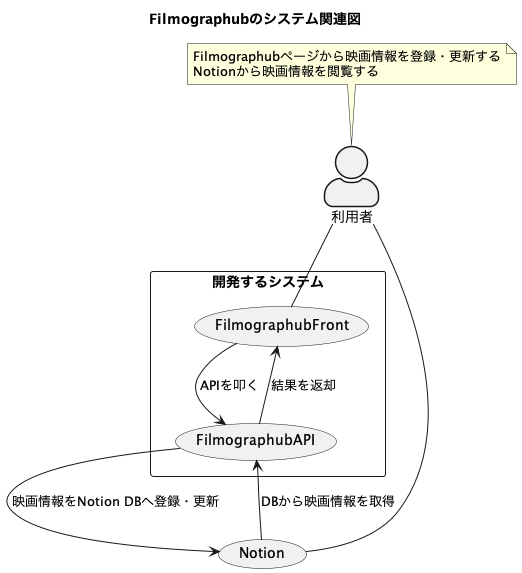 Filmographubのシステム関連図
Filmographubページから映画情報を登録・更新する
Notionから映画情報を閲覧する
利用者
開発するシステム
FilmographubFront
APIを叩く
結果を返却
FilmographubAPI
映画情報をNotion DBへ登録・更新
DBから映画情報を取得
Notion